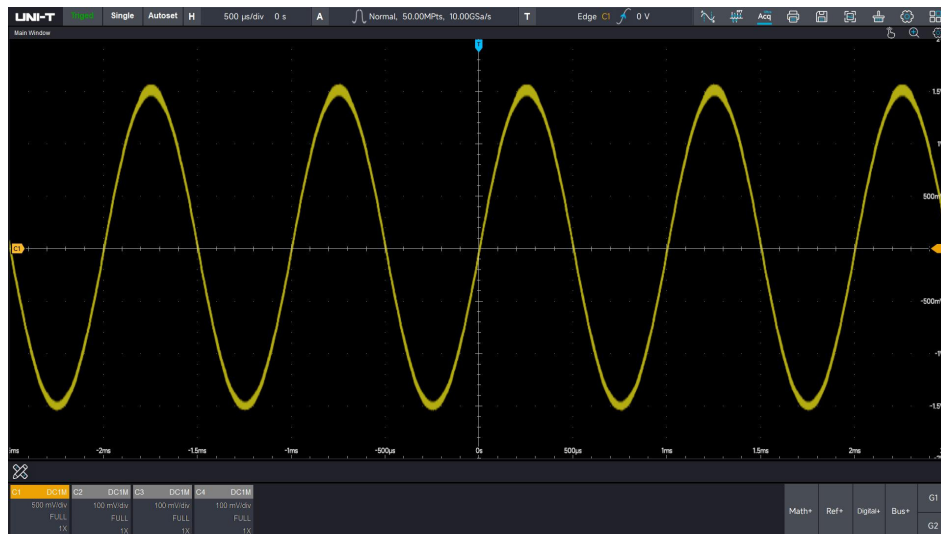 UNI-T Triged Single Autoset H 500 μs/div 0 s A Normal, 50.00MPts, 10.00GSa/s T Edge C1 0 V Acq
Main Window
T
1.5
500m
C1
-500m
-1.5
-2ms -1.5ms -1ms -500μs 0s 500μs 1ms 1.5ms 2ms
C1 DC1M C2 DC1M C3 DC1M C4 DC1M
500 mV/div 100 mV/div 100 mV/div 100 mV/div
FULL FULL FULL FULL
1X 1X 1X 1X
Math+ Ref+ Digital+ Bus+ G1
G2